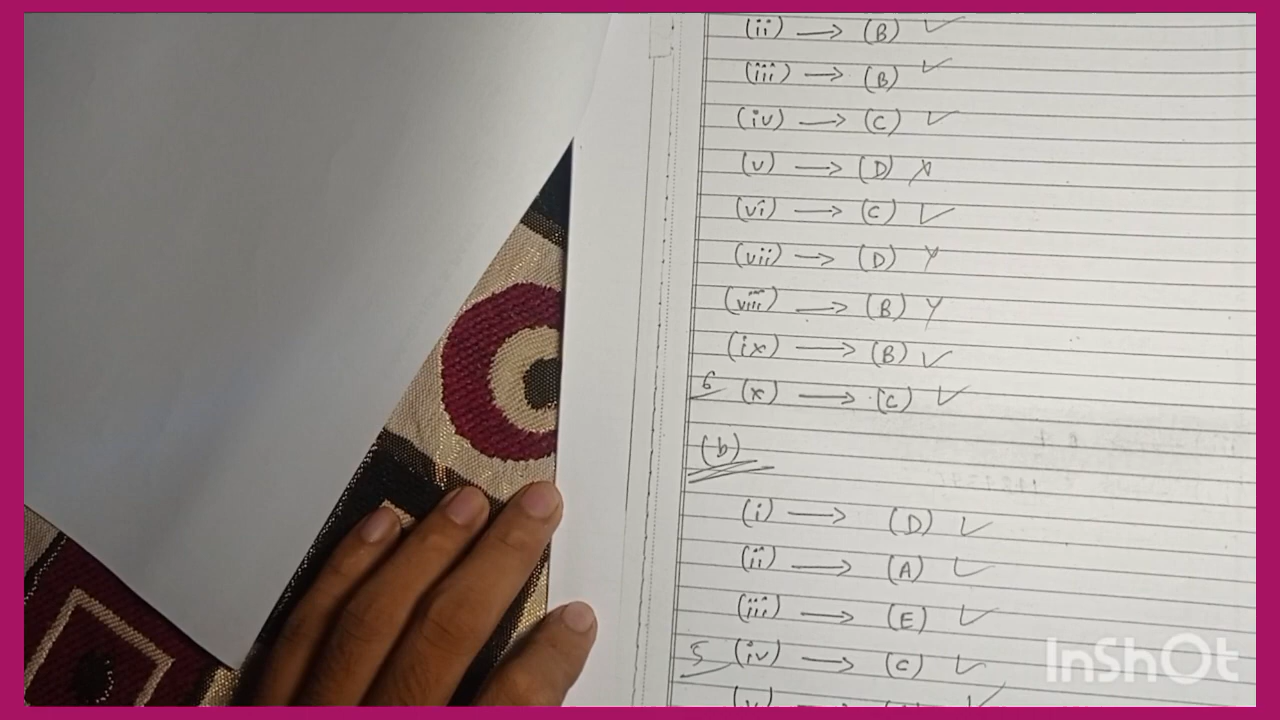 (ii) → (B) ✓
(iii) → (B) ✓
(iv) → (C) ✓
(v) → (D) ✗
(vi) → (C) ✓
(vii) → (D) ✗
(viii) → (B) ✗
(ix) → (B) ✓
6 (x) → (C) ✓
(b)
(i) → (D) ✓
(ii) → (A) ✓
(iii) → (E) ✓
5 (iv) → (C) ✓
(v) →
InShOt